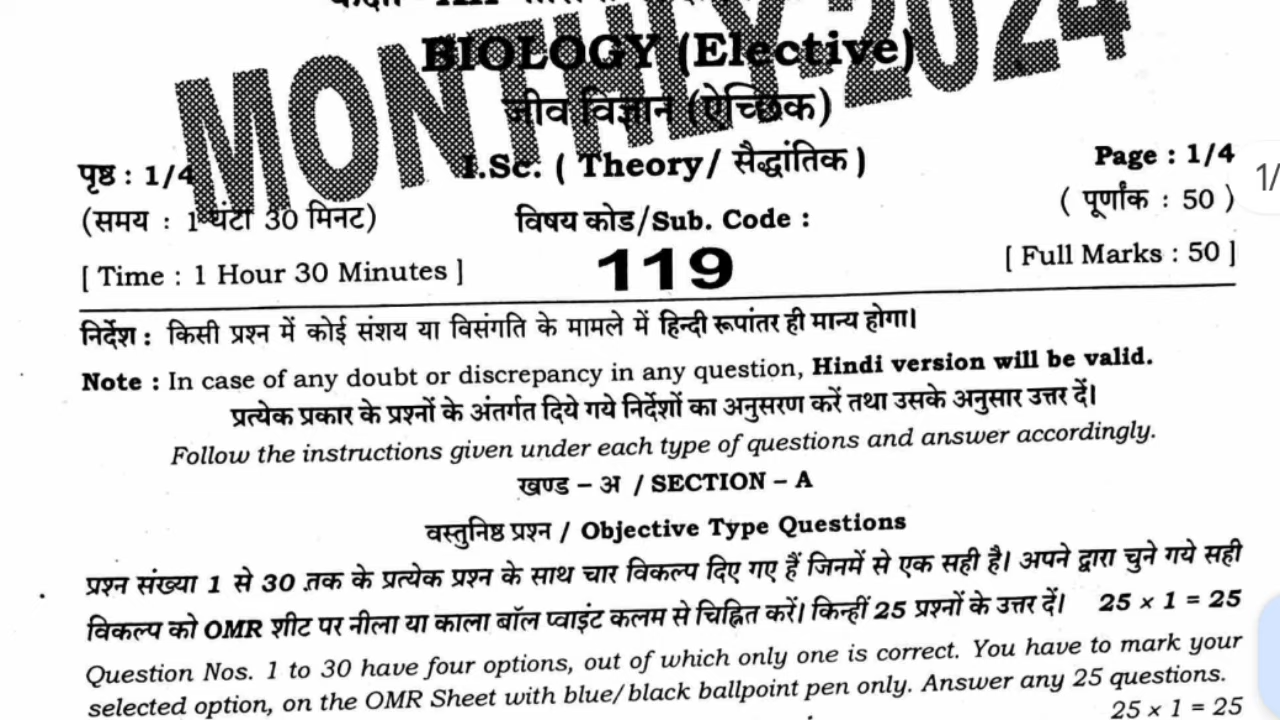 MONTHLY-2024
BIOLOGY (Elective)
जीव विज्ञान (ऐच्छिक)
पृष्ठ : 1/4
I.Sc. ( Theory/ सैद्धांतिक )
Page : 1/4
1/
(समय : 1 घंटा 30 मिनट)
विषय कोड/Sub. Code :
( पूर्णांक : 50 )
[ Time : 1 Hour 30 Minutes ]
119
[ Full Marks : 50 ]
निर्देश : किसी प्रश्न में कोई संशय या विसंगति के मामले में हिन्दी रूपांतर ही मान्य होगा।
Note : In case of any doubt or discrepancy in any question, Hindi version will be valid.
प्रत्येक प्रकार के प्रश्नों के अंतर्गत दिये गये निर्देशों का अनुसरण करें तथा उसके अनुसार उत्तर दें।
Follow the instructions given under each type of questions and answer accordingly.
खण्ड – अ / SECTION – A
वस्तुनिष्ठ प्रश्न / Objective Type Questions
प्रश्न संख्या 1 से 30 तक के प्रत्येक प्रश्न के साथ चार विकल्प दिए गए हैं जिनमें से एक सही है। अपने द्वारा चुने गये सही
विकल्प को OMR शीट पर नीला या काला बॉल प्वाइंट कलम से चिह्नित करें। किन्हीं 25 प्रश्नों के उत्तर दें। 25 × 1 = 25
Question Nos. 1 to 30 have four options, out of which only one is correct. You have to mark your
selected option, on the OMR Sheet with blue/black ballpoint pen only. Answer any 25 questions.
25 × 1 = 25